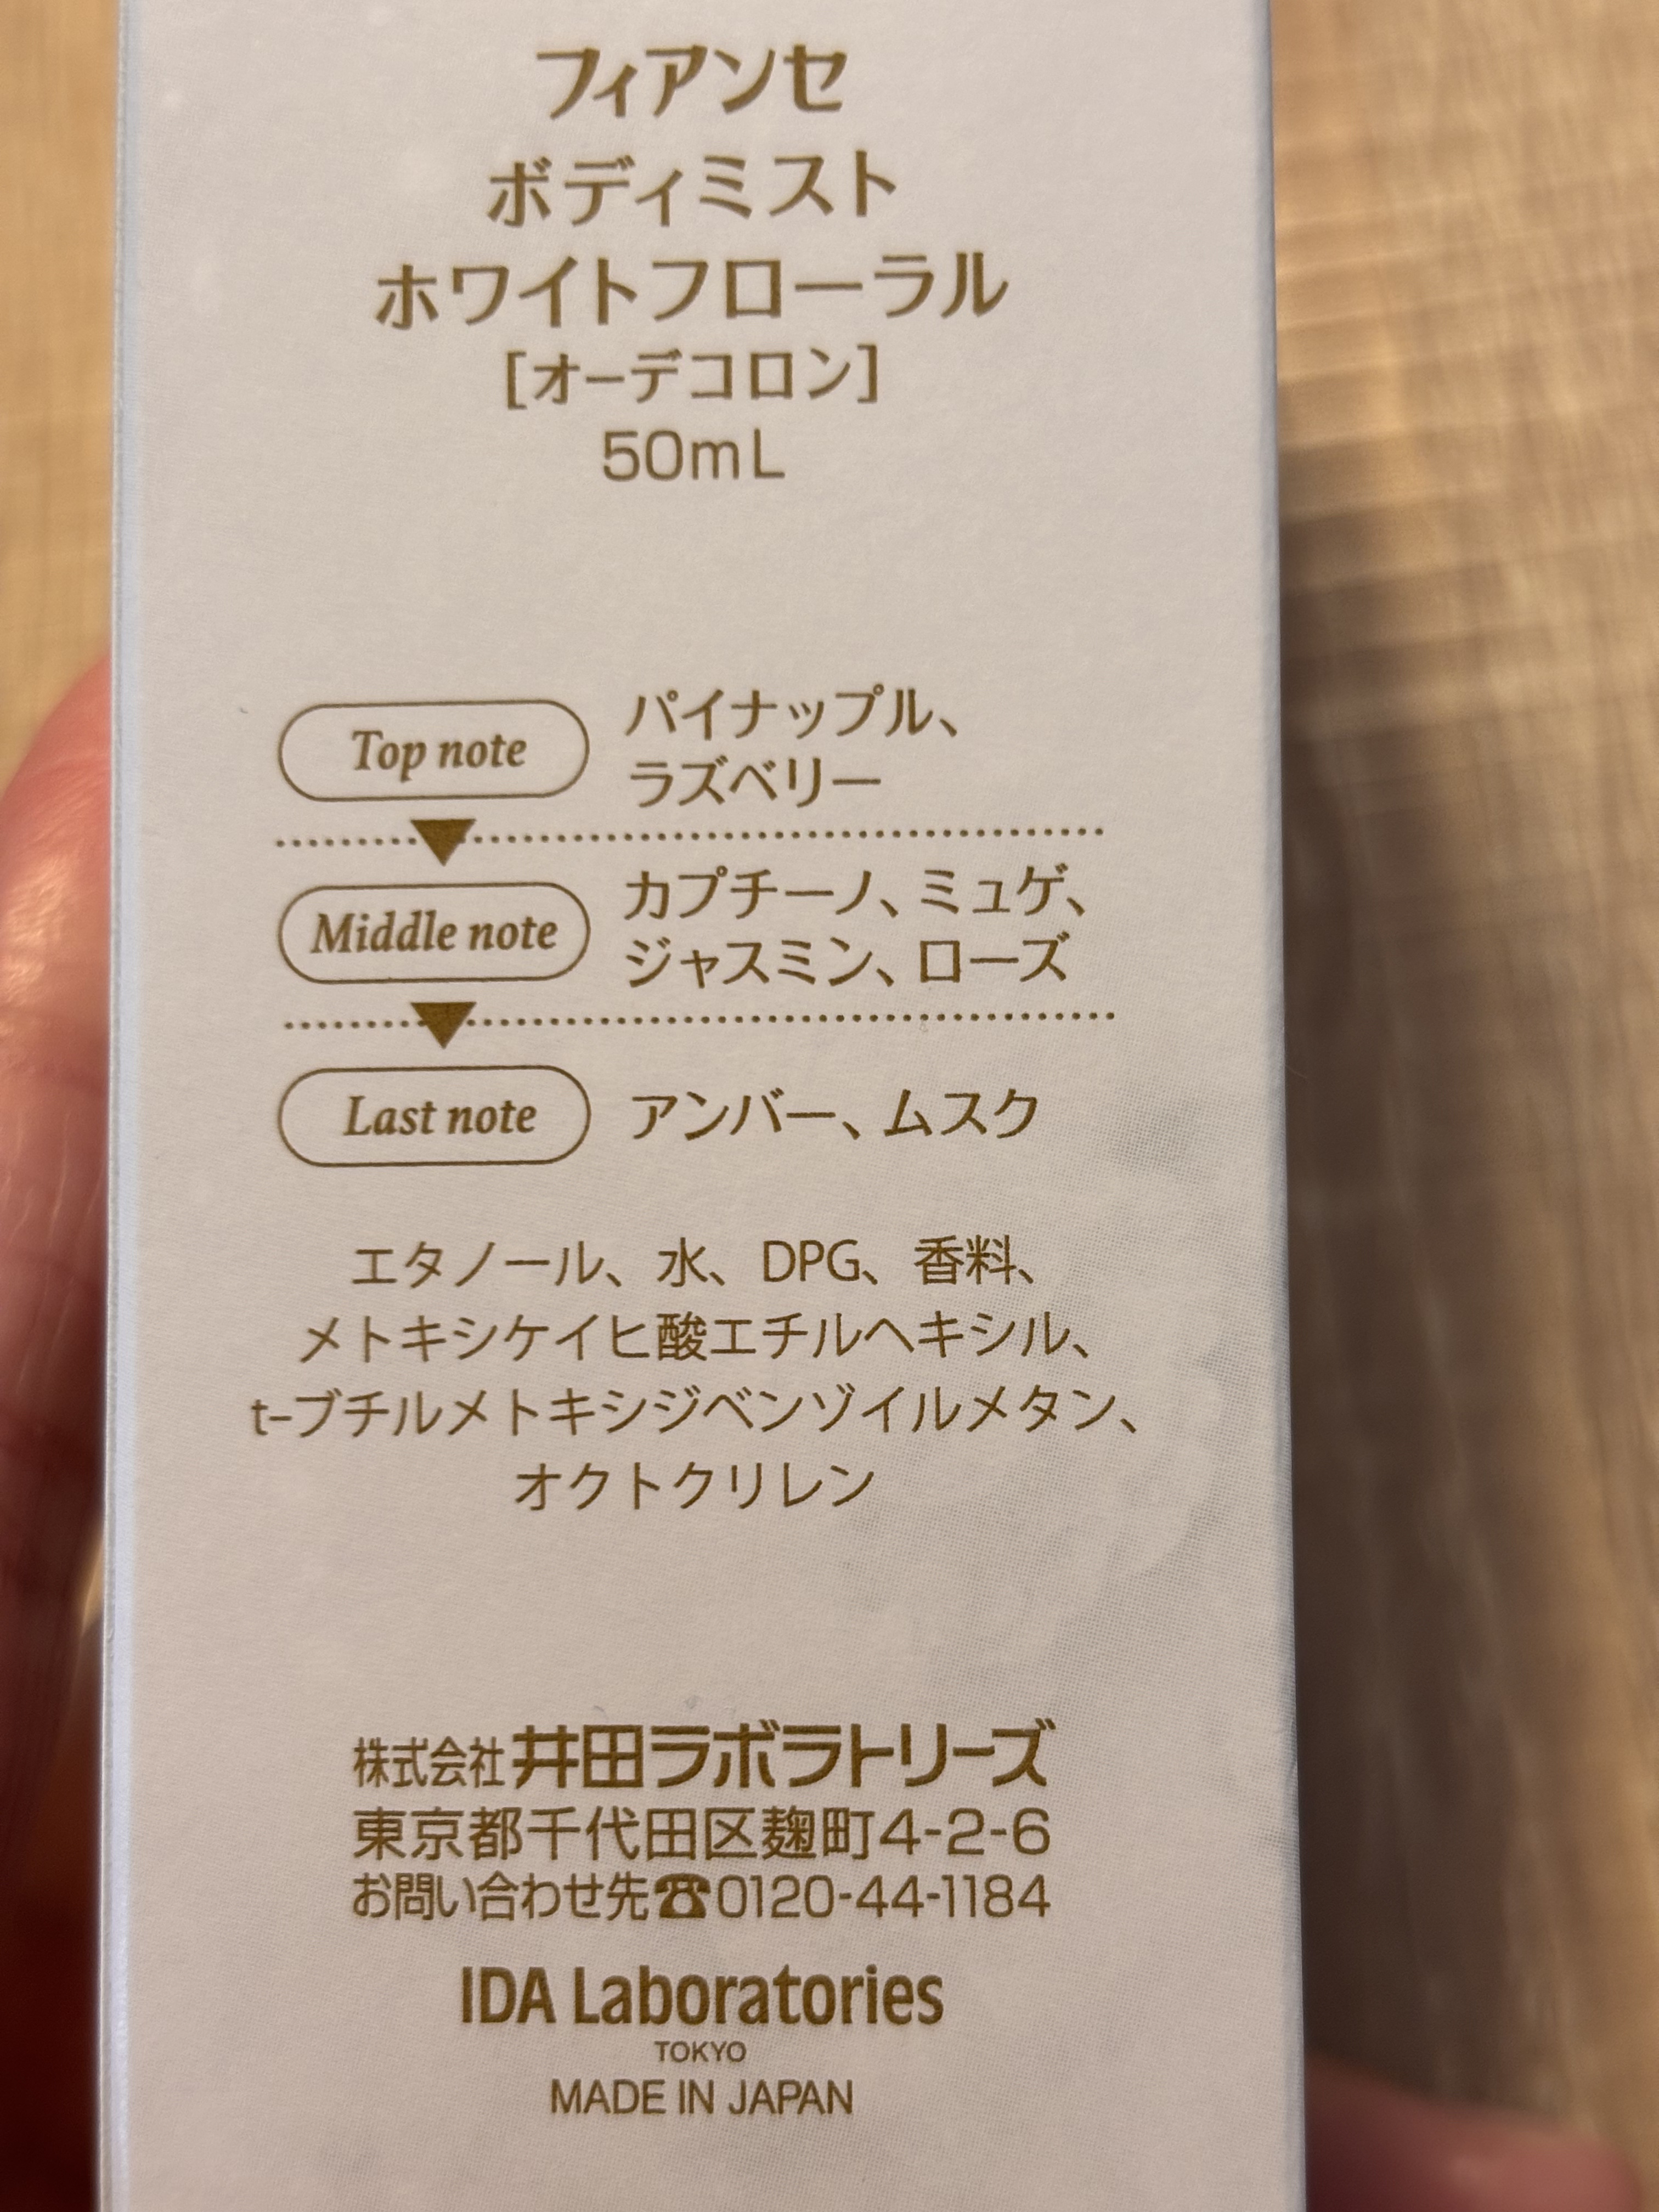 フィアンセ
ボディミスト
ホワイトフローラル
[オーデコロン]
50mL
Top note
パイナップル、
ラズベリー
Middle note
カプチーノ、ミュゲ、
ジャスミン、ローズ
Last note
アンバー、ムスク
エタノール、水、DPG、香料、
メトキシケイヒ酸エチルヘキシル、
t-ブチルメトキシジベンゾイルメタン、
オクトクリレン
株式会社井田ラボラトリーズ
東京都千代田区麹町4-2-6
お問い合わせ先☎0120-44-1184
IDA Laboratories
TOKYO
MADE IN JAPAN